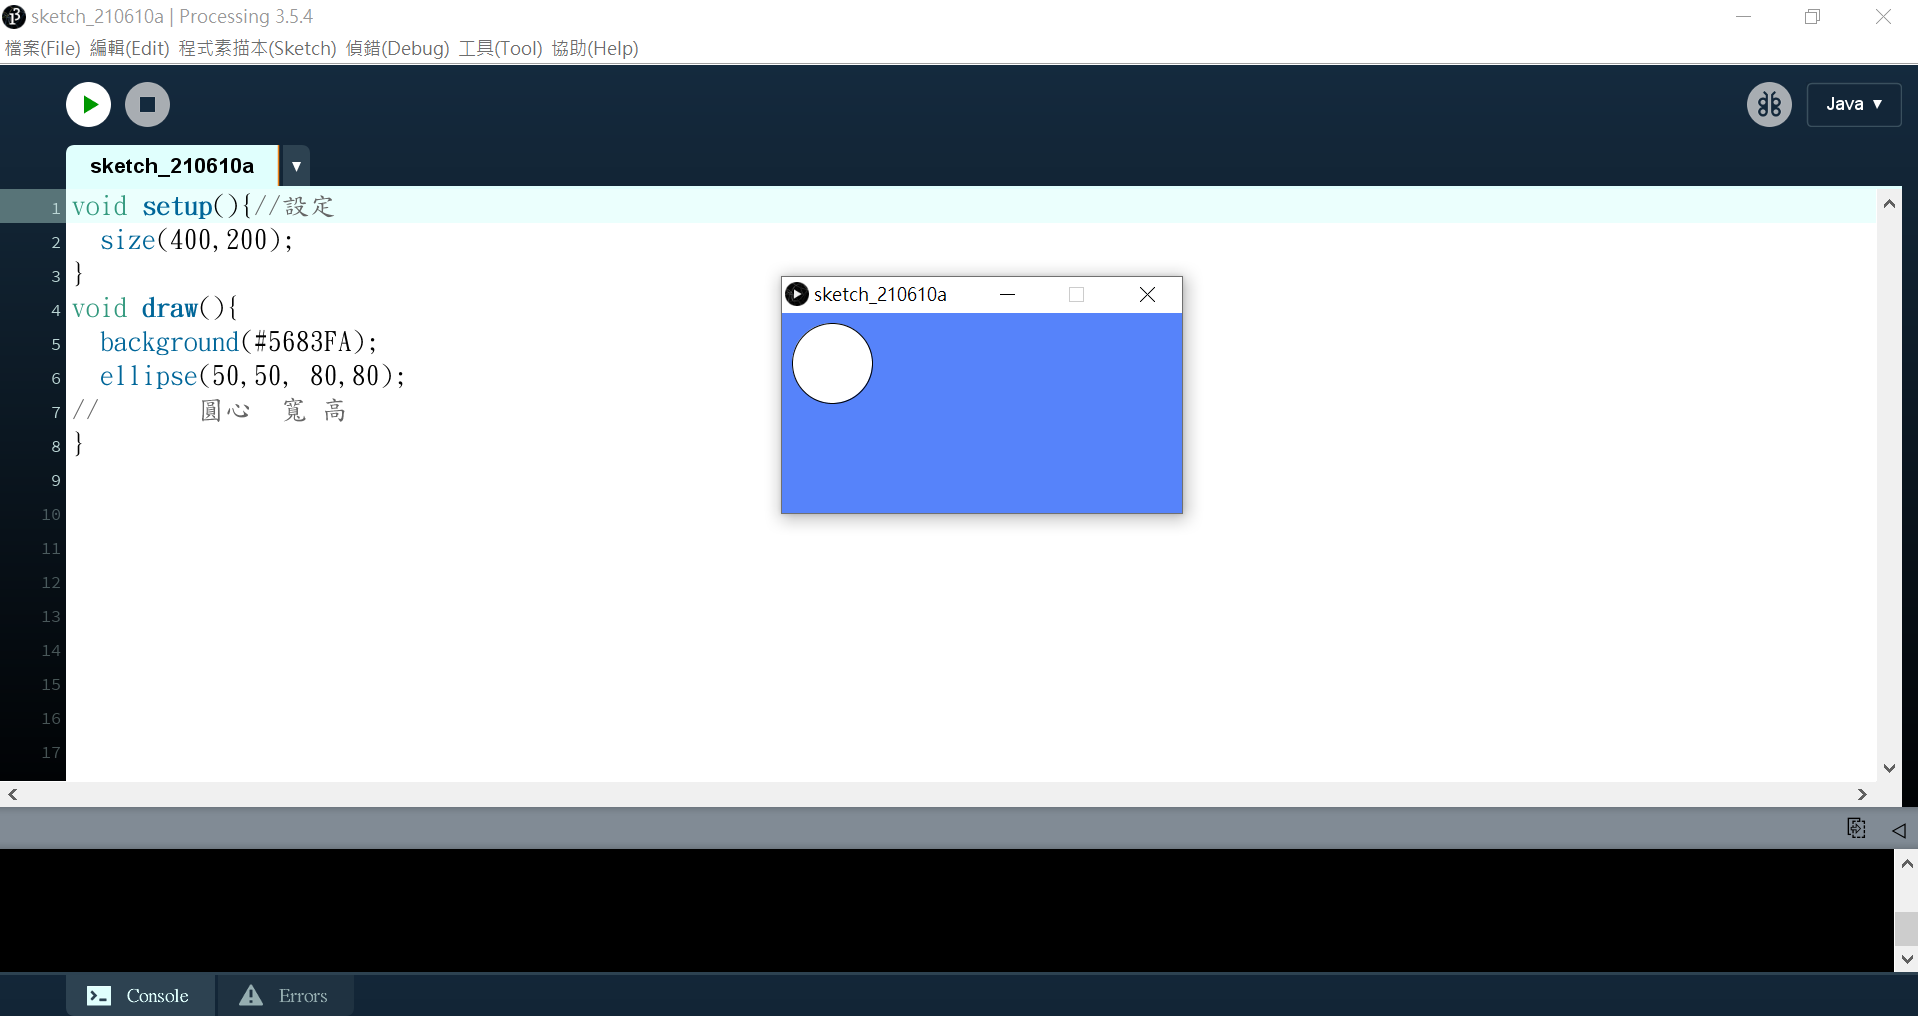 sketch_210610a | Processing 3.5.4
檔案(File) 編輯(Edit) 程式素描本(Sketch) 偵錯(Debug) 工具(Tool) 協助(Help)
Java ▼
sketch_210610a ▼
1 void setup(){//設定
2   size(400,200);
3 }
4 void draw(){
5   background(#5683FA);
6   ellipse(50,50, 80,80);
7 //       圓心  寬 高
8 }
9
10
11
12
13
14
15
16
17
sketch_210610a
Console
Errors